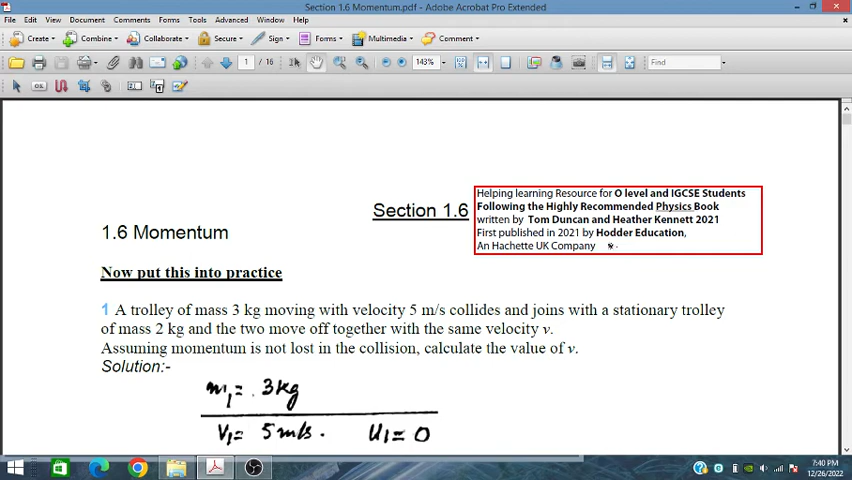 Section 1.6 Momentum.pdf - Adobe Acrobat Pro Extended
File Edit View Document Comments Forms Tools Advanced Window Help
Create Combine Collaborate Secure Sign Forms Multimedia Comment
1 / 16 143% Find
OK
Helping learning Resource for O level and IGCSE Students
Following the Highly Recommended Physics Book
written by Tom Duncan and Heather Kennett 2021
First published in 2021 by Hodder Education,
An Hachette UK Company
Section 1.6
1.6 Momentum
Now put this into practice
1 A trolley of mass 3 kg moving with velocity 5 m/s collides and joins with a stationary trolley
of mass 2 kg and the two move off together with the same velocity v.
Assuming momentum is not lost in the collision, calculate the value of v.
Solution:-
m₁= 3kg
V₁= 5m/s. U₁= 0
7:40 PM
12/26/2022